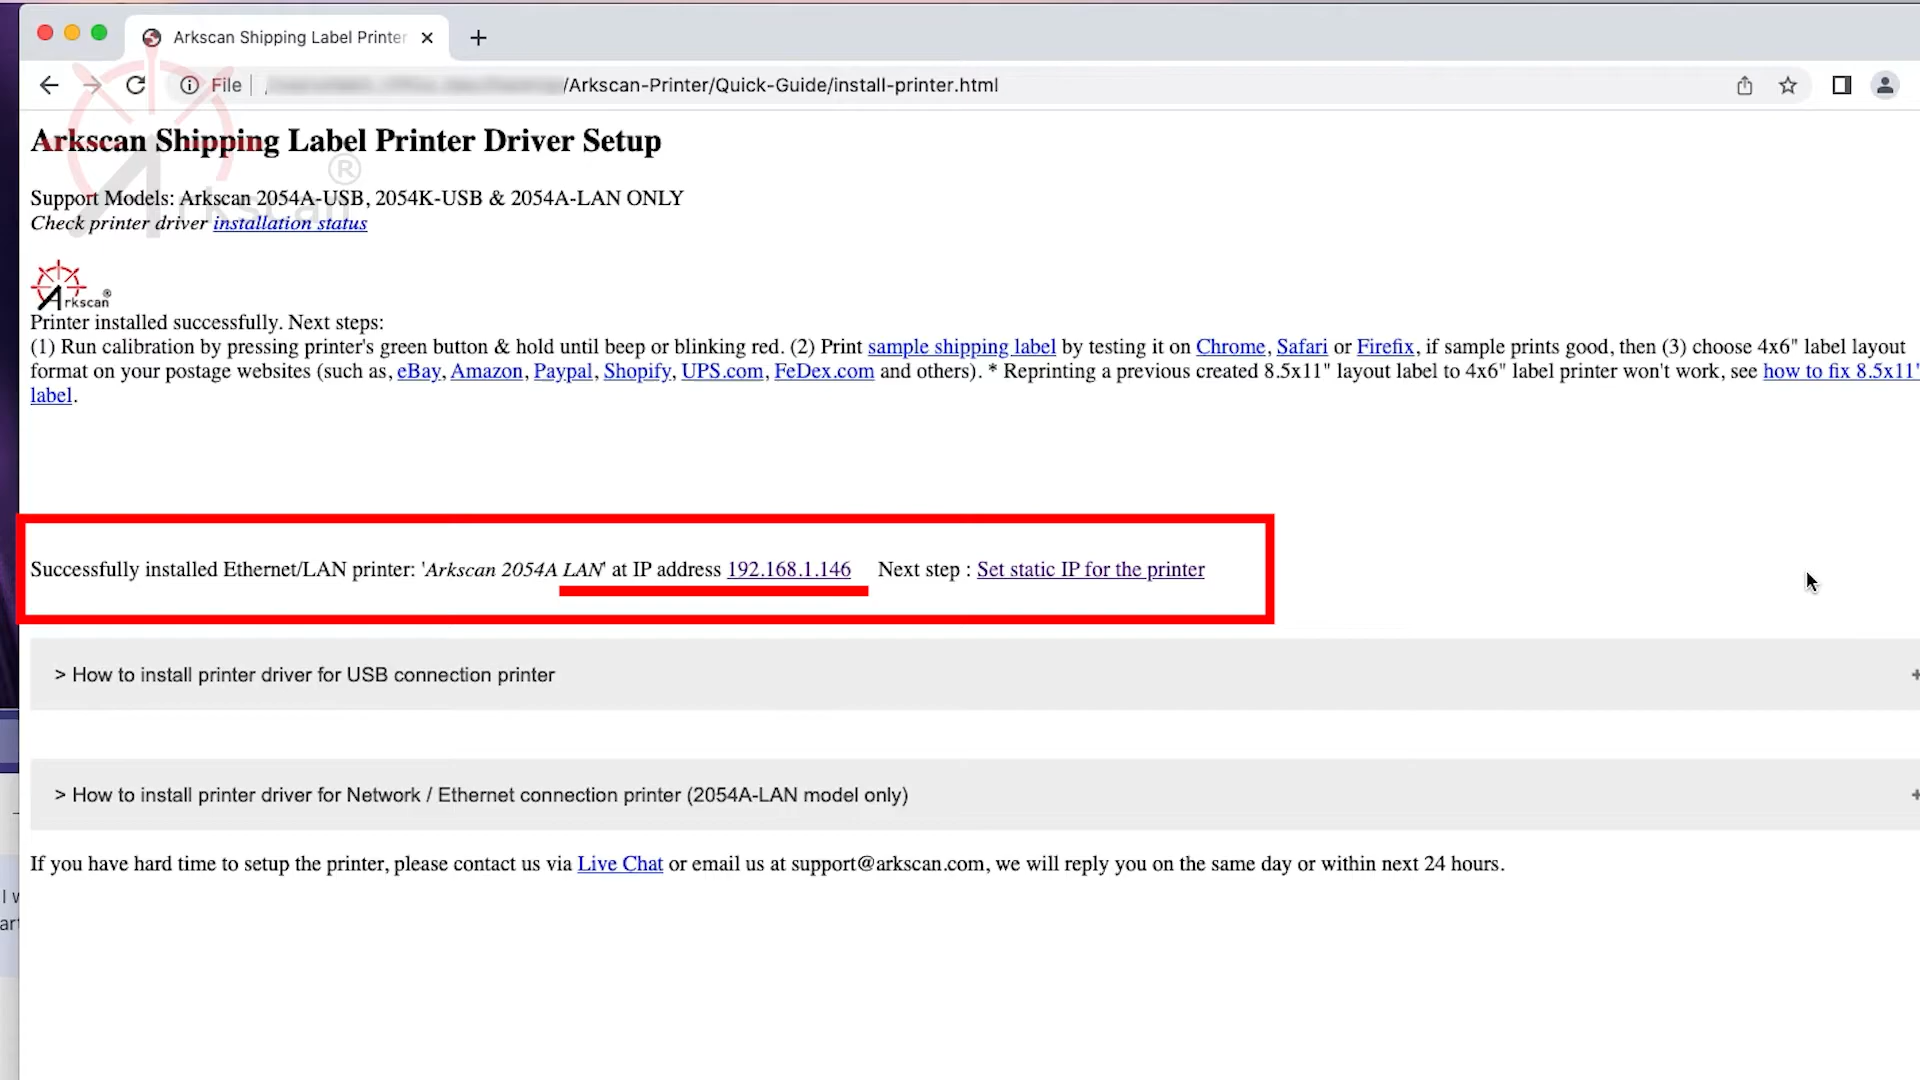 Arkscan Shipping Label Printer
File /Arkscan-Printer/Quick-Guide/install-printer.html
Arkscan Shipping Label Printer Driver Setup
Support Models: Arkscan 2054A-USB, 2054K-USB & 2054A-LAN ONLY
Check printer driver installation status
Arkscan®
Arkscan®
Printer installed successfully. Next steps:
(1) Run calibration by pressing printer's green button & hold until beep or blinking red. (2) Print sample shipping label by testing it on Chrome, Safari or Firefix, if sample prints good, then (3) choose 4x6" label layout
format on your postage websites (such as, eBay, Amazon, Paypal, Shopify, UPS.com, FeDex.com and others). * Reprinting a previous created 8.5x11" layout label to 4x6" label printer won't work, see how to fix 8.5x11"
label.
Successfully installed Ethernet/LAN printer: 'Arkscan 2054A LAN' at IP address 192.168.1.146 Next step : Set static IP for the printer
> How to install printer driver for USB connection printer +
> How to install printer driver for Network / Ethernet connection printer (2054A-LAN model only) +
If you have hard time to setup the printer, please contact us via Live Chat or email us at support@arkscan.com, we will reply you on the same day or within next 24 hours.